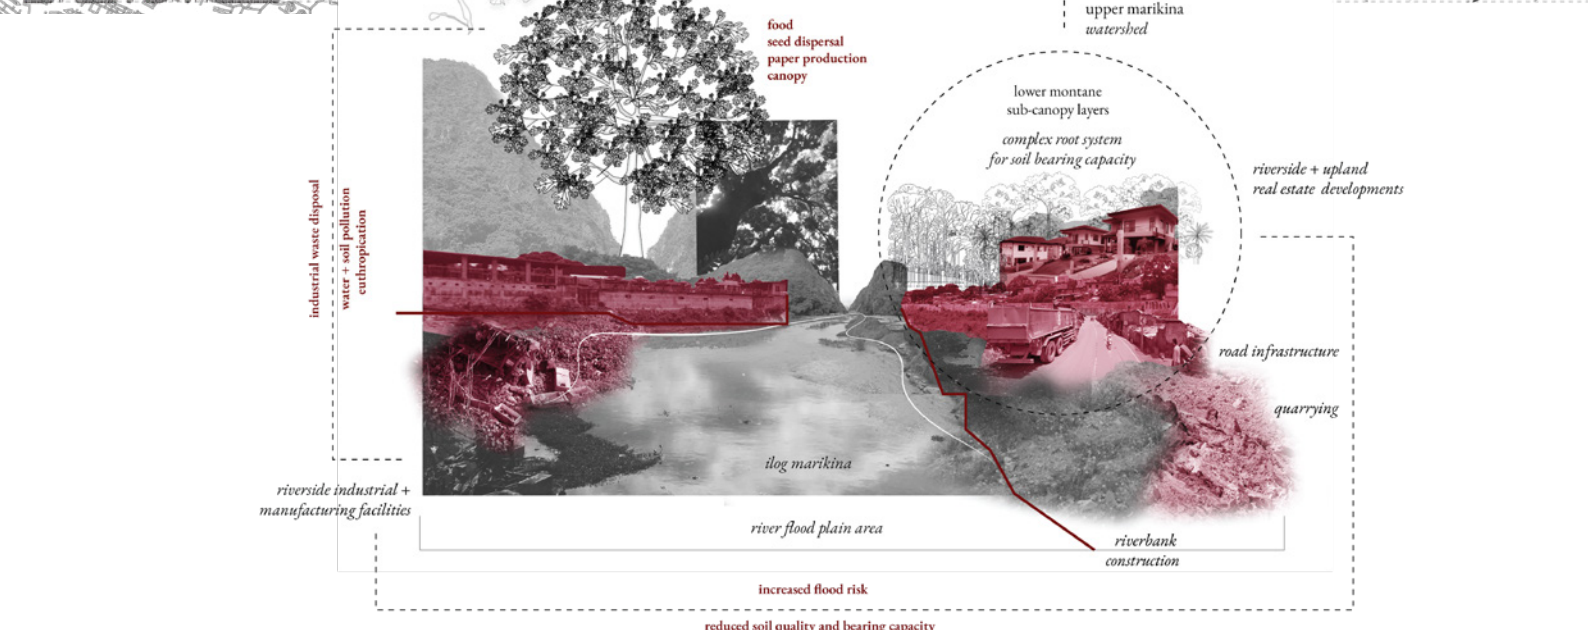 upper marikina
watershed
food
seed dispersal
paper production
canopy
lower montane
sub-canopy layers
complex root system
for soil bearing capacity
riverside + upland
real estate developments
industrial waste disposal
water + soil pollution
euthropication
road infrastructure
quarrying
ilog marikina
riverside industrial +
manufacturing facilities
river flood plain area
riverbank
construction
increased flood risk
reduced soil quality and bearing capacity